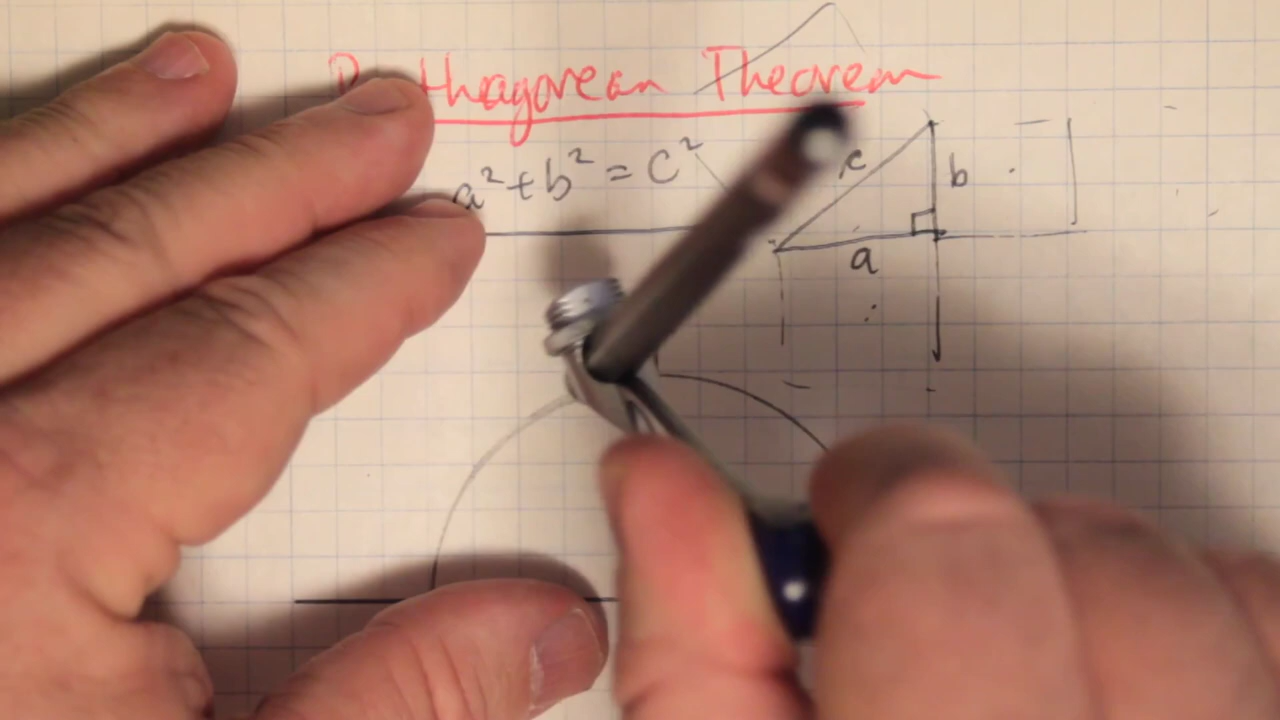 Pythagorean Theorem
a² + b² = c²
c
b
a